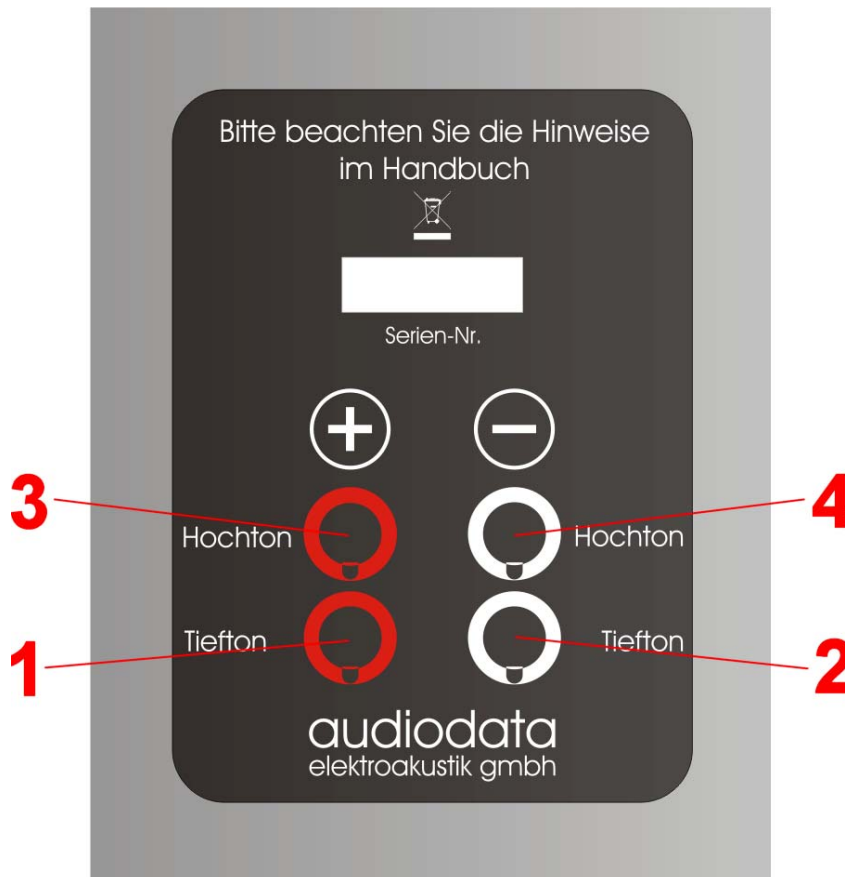 Bitte beachten Sie die Hinweise
im Handbuch
Serien-Nr.
+ −
3 Hochton Hochton 4
1 Tiefton Tiefton 2
audiodata
elektroakustik gmbh